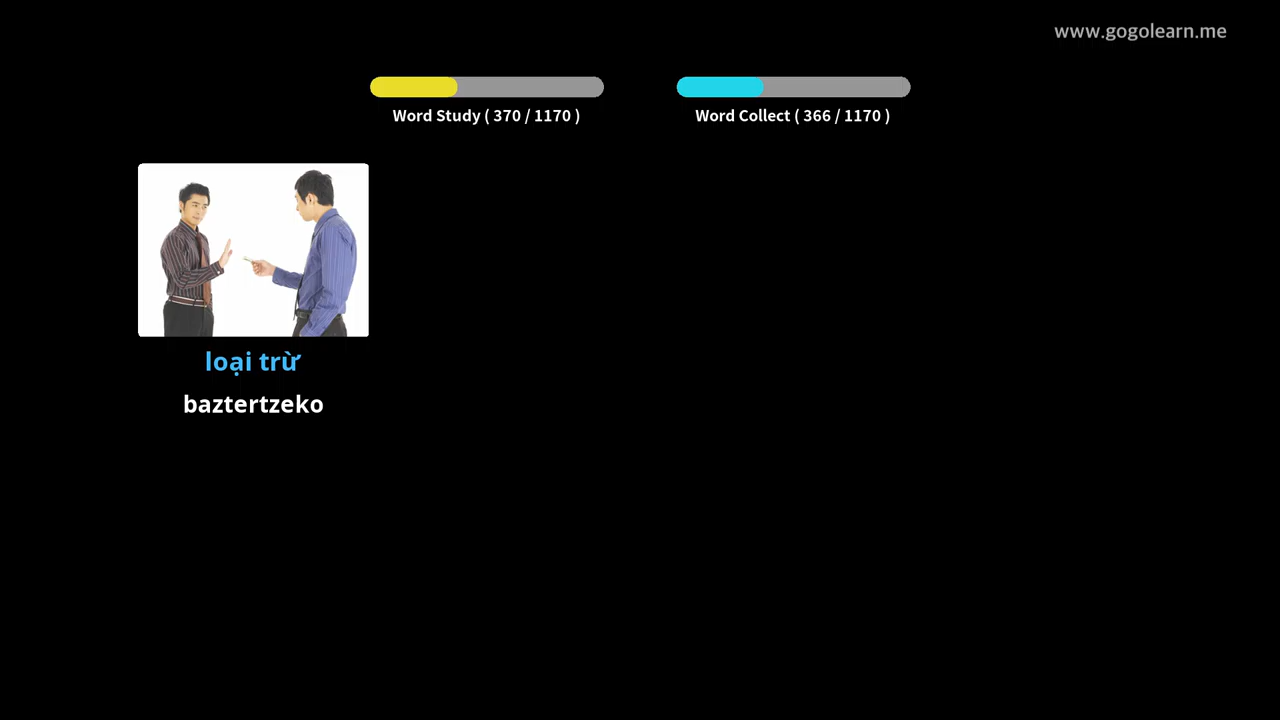 www.gogolearn.me
Word Study ( 370 / 1170 )
Word Collect ( 366 / 1170 )
loại trừ
baztertzeko